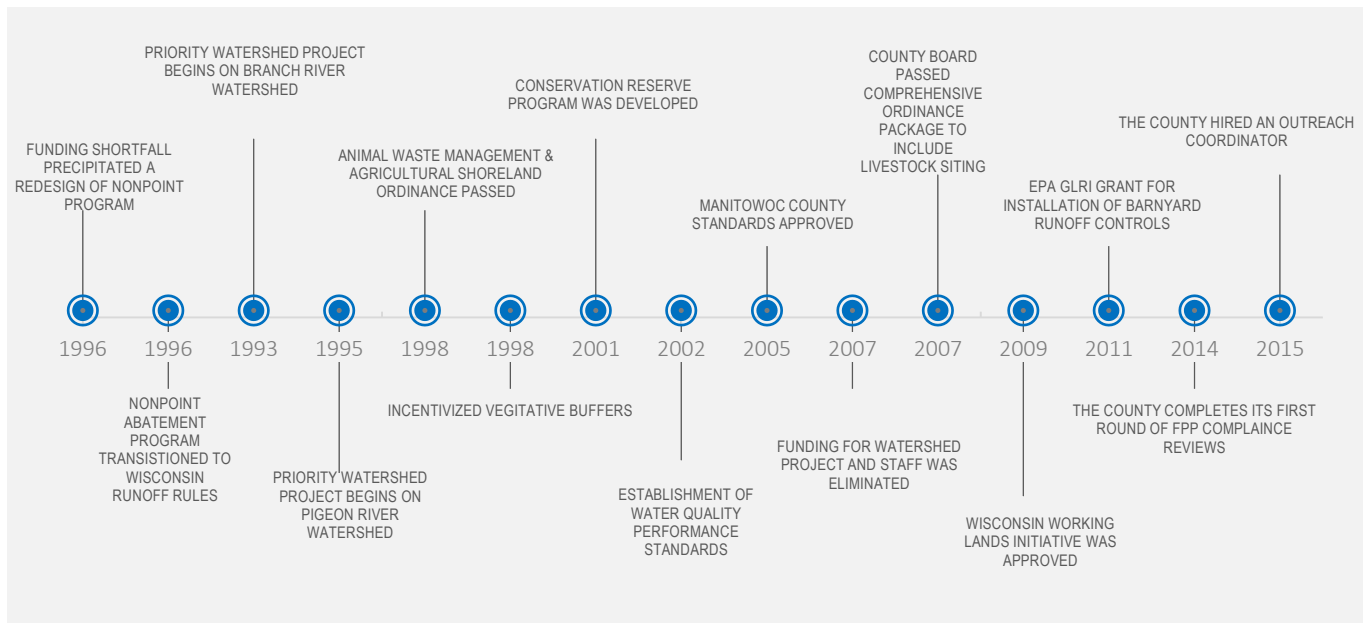 PRIORITY WATERSHED PROJECT
BEGINS ON BRANCH RIVER
WATERSHED
COUNTY BOARD
PASSED
COMPREHENSIVE
ORDINANCE
PACKAGE TO
INCLUDE
LIVESTOCK SITING
CONSERVATION RESERVE
PROGRAM WAS DEVELOPED
THE COUNTY HIRED AN OUTREACH
COORDINATOR
FUNDING SHORTFALL
PRECIPITATED A
REDESIGN OF NONPOINT
PROGRAM
ANIMAL WASTE MANAGEMENT &
AGRICULTURAL SHORELAND
ORDINANCE PASSED
MANITOWOC COUNTY
STANDARDS APPROVED
EPA GLRI GRANT FOR
INSTALLATION OF BARNYARD
RUNOFF CONTROLS
1996 1996 1993 1995 1998 1998 2001 2002 2005 2007 2007 2009 2011 2014 2015
NONPOINT
ABATEMENT
PROGRAM
TRANSISTIONED TO
WISCONSIN
RUNOFF RULES
PRIORITY WATERSHED
PROJECT BEGINS ON
PIGEON RIVER
WATERSHED
INCENTIVIZED VEGITATIVE BUFFERS
ESTABLISHMENT OF
WATER QUALITY
PERFORMANCE
STANDARDS
FUNDING FOR WATERSHED
PROJECT AND STAFF WAS
ELIMINATED
WISCONSIN WORKING
LANDS INITIATIVE WAS
APPROVED
THE COUNTY COMPLETES ITS FIRST
ROUND OF FPP COMPLAINCE
REVIEWS